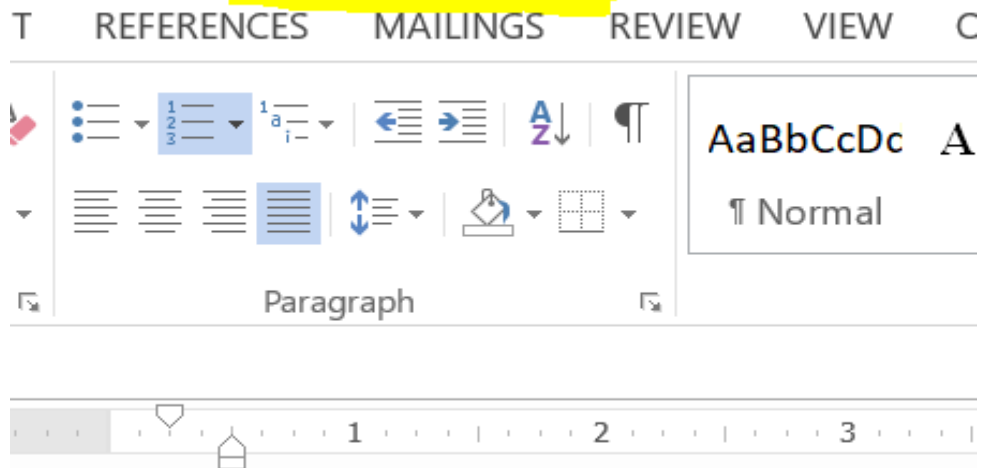 T REFERENCES MAILINGS REVIEW VIEW
AaBbCcDc A
¶ Normal
Paragraph
1 2 3